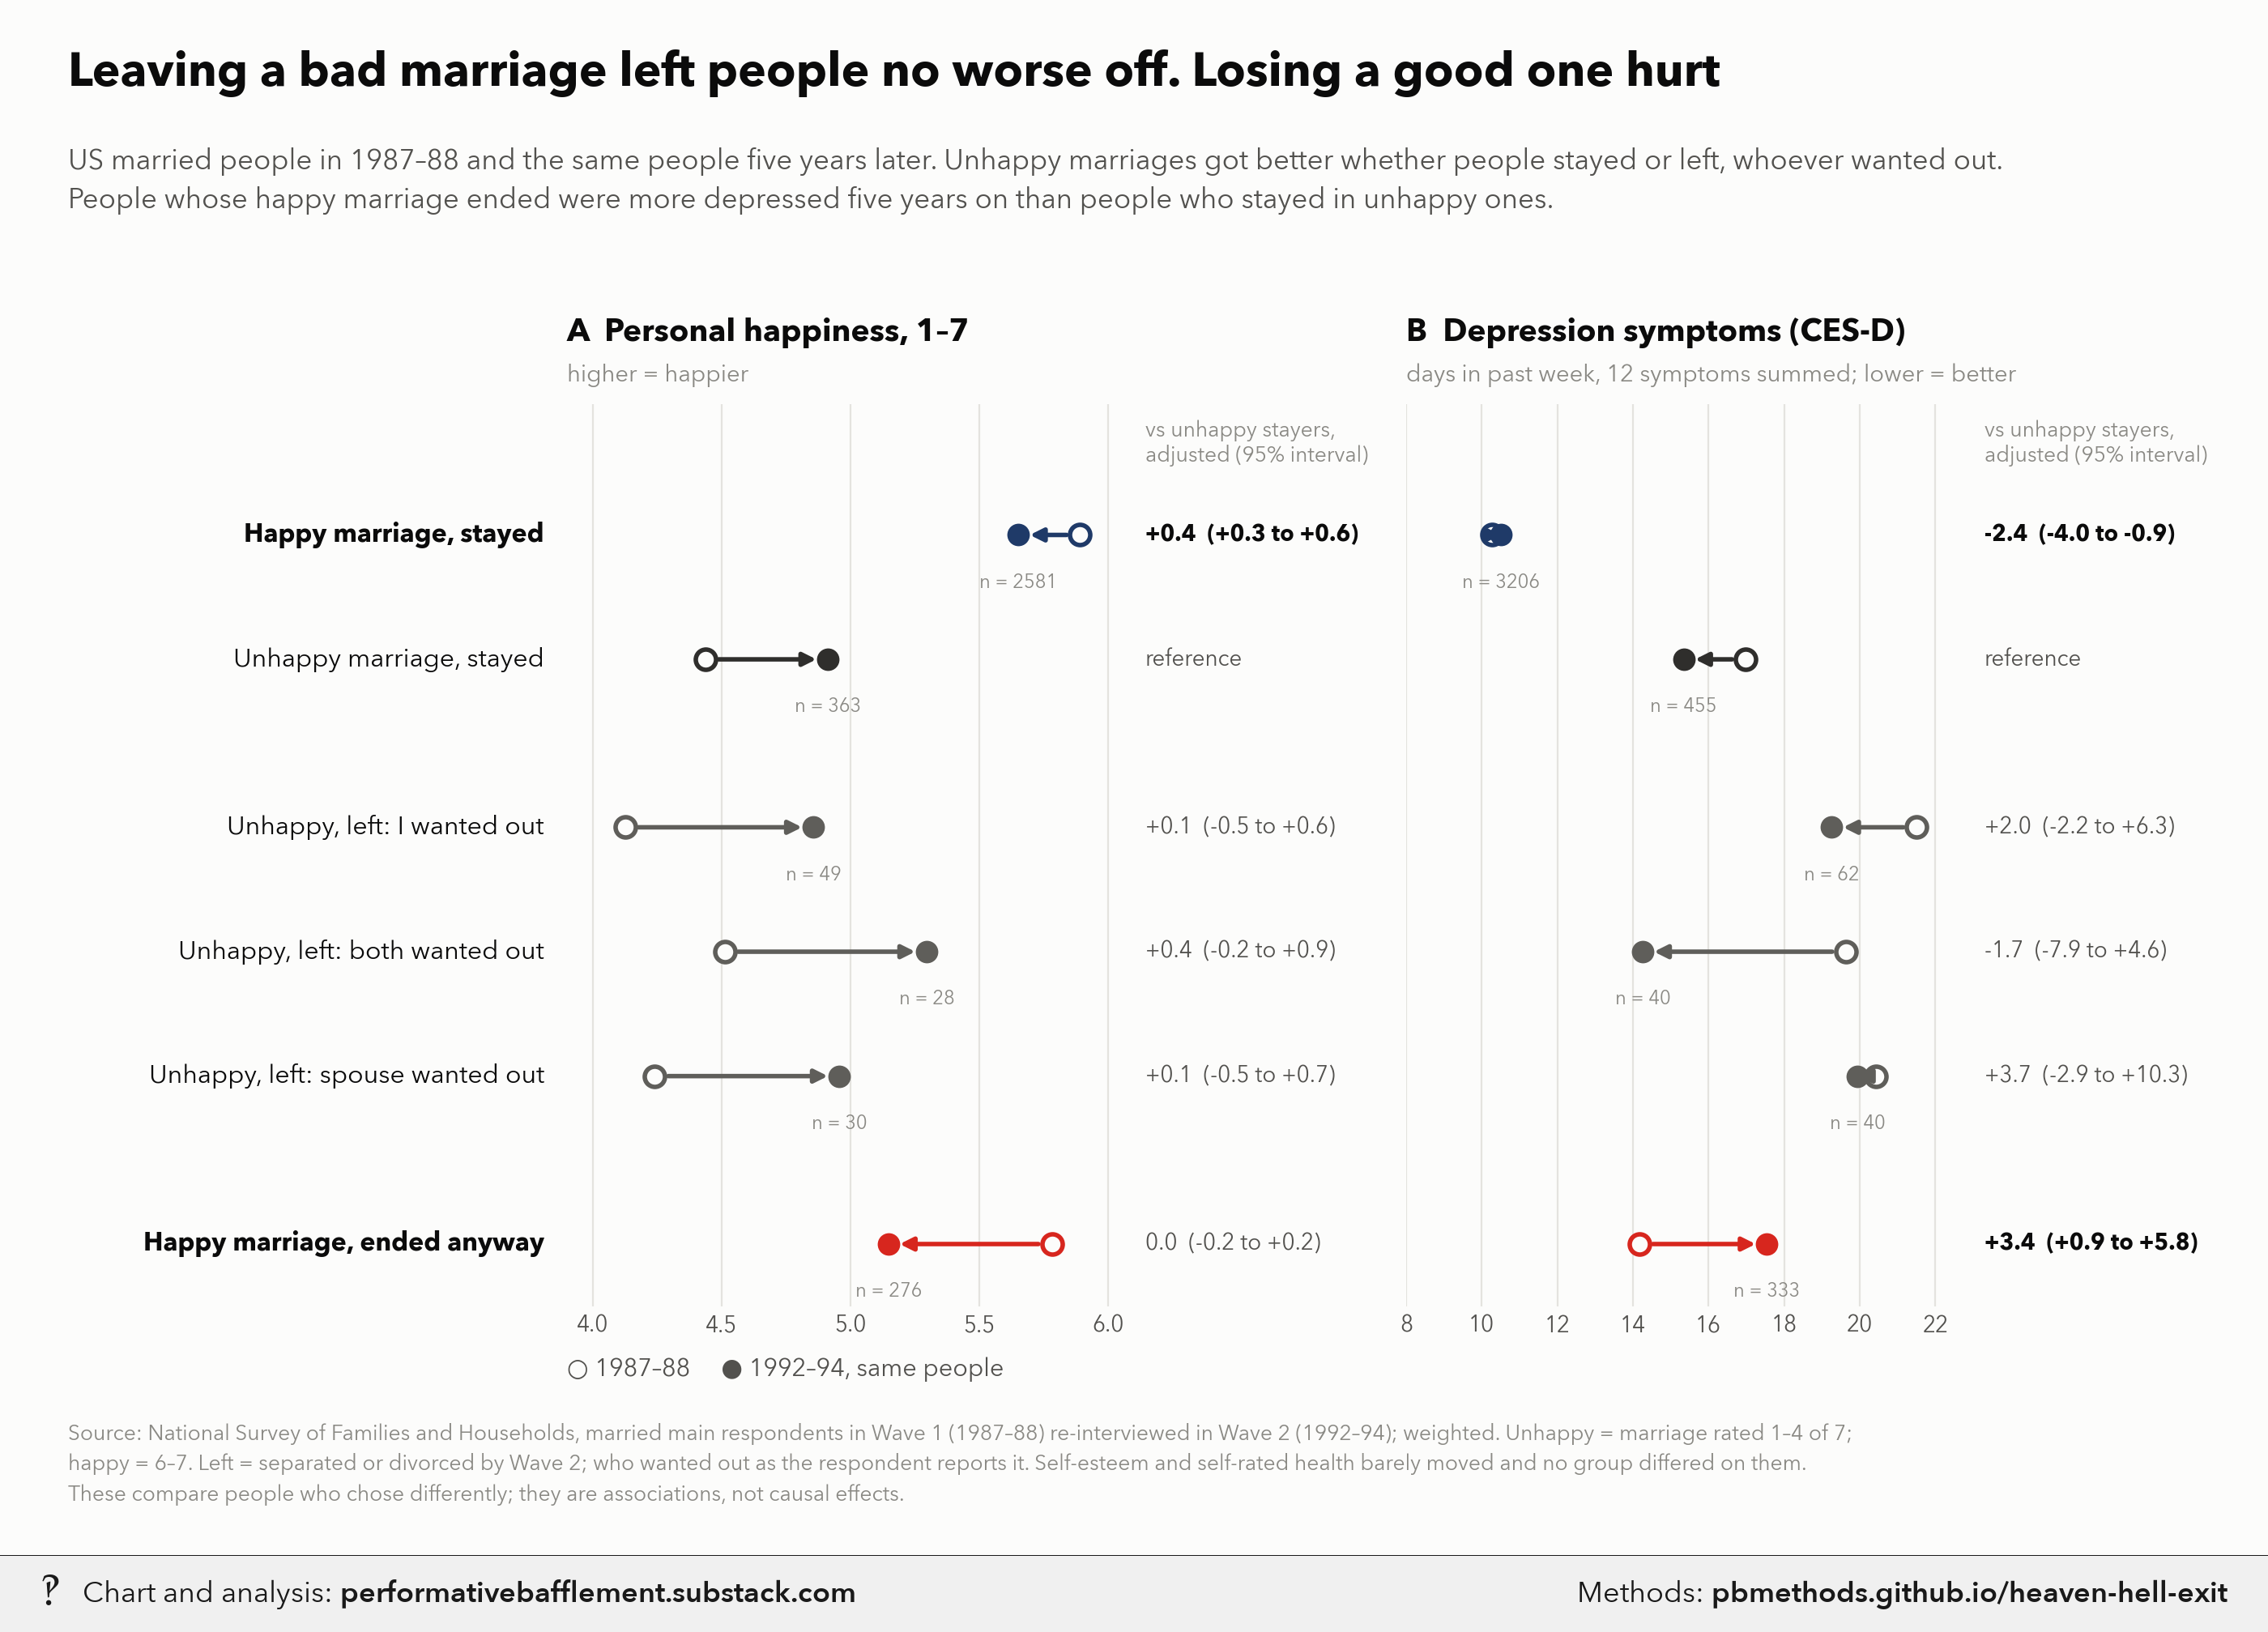 Leaving a bad marriage left people no worse off. Losing a good one hurt
US married people in 1987–88 and the same people five years later. Unhappy marriages got better whether people stayed or left, whoever wanted out.
People whose happy marriage ended were more depressed five years on than people who stayed in unhappy ones.
A Personal happiness, 1–7
higher = happier
B Depression symptoms (CES-D)
days in past week, 12 symptoms summed; lower = better
vs unhappy stayers,
adjusted (95% interval)
vs unhappy stayers,
adjusted (95% interval)
Happy marriage, stayed
+0.4 (+0.3 to +0.6)
-2.4 (-4.0 to -0.9)
n = 2581
n = 3206
Unhappy marriage, stayed
reference
reference
n = 363
n = 455
Unhappy, left: I wanted out
+0.1 (-0.5 to +0.6)
+2.0 (-2.2 to +6.3)
n = 49
n = 62
Unhappy, left: both wanted out
+0.4 (-0.2 to +0.9)
-1.7 (-7.9 to +4.6)
n = 28
n = 40
Unhappy, left: spouse wanted out
+0.1 (-0.5 to +0.7)
+3.7 (-2.9 to +10.3)
n = 30
n = 40
Happy marriage, ended anyway
0.0 (-0.2 to +0.2)
+3.4 (+0.9 to +5.8)
n = 276
n = 333
4.0 4.5 5.0 5.5 6.0
8 10 12 14 16 18 20 22
1987–88 1992–94, same people
Source: National Survey of Families and Households, married main respondents in Wave 1 (1987–88) re-interviewed in Wave 2 (1992–94); weighted. Unhappy = marriage rated 1–4 of 7;
happy = 6–7. Left = separated or divorced by Wave 2; who wanted out as the respondent reports it. Self-esteem and self-rated health barely moved and no group differed on them.
These compare people who chose differently; they are associations, not causal effects.
‽ Chart and analysis: performativebafflement.substack.com
Methods: pbmethods.github.io/heaven-hell-exit